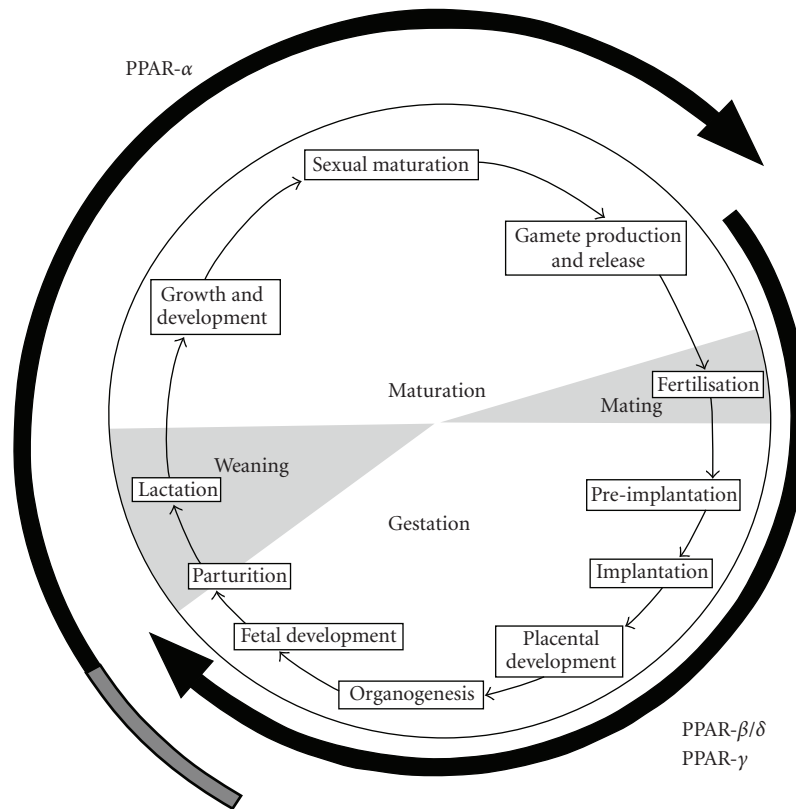 PPAR-α
Sexual maturation
Gamete production
and release
Growth and
development
Maturation
Fertilisation
Mating
Weaning
Lactation
Pre-implantation
Gestation
Parturition
Implantation
Fetal development
Placental
development
Organogenesis
PPAR-β/δ
PPAR-γ